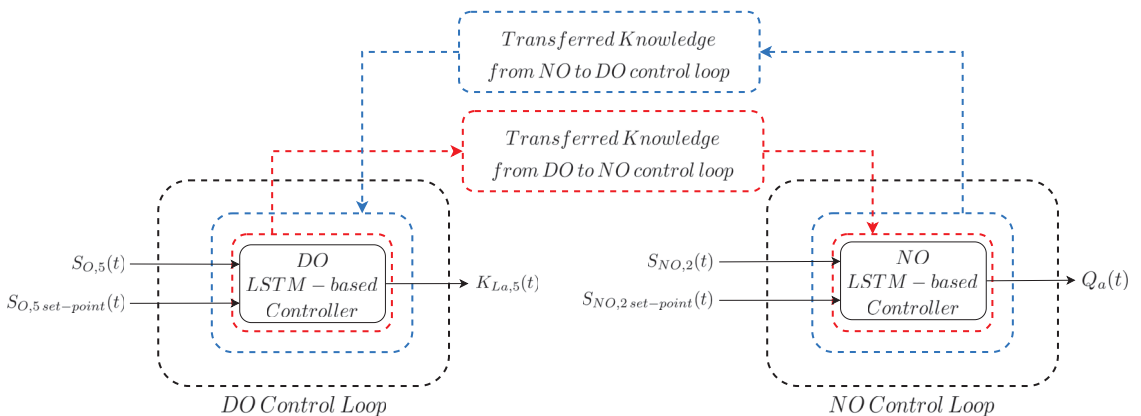 Transferred Knowledge
from NO to DO control loop
Transferred Knowledge
from DO to NO control loop
S_{O,5}(t)
S_{O,5 set-point}(t)
DO
LSTM - based
Controller
K_{La,5}(t)
DO Control Loop
S_{NO,2}(t)
S_{NO,2 set-point}(t)
NO
LSTM - based
Controller
Q_a(t)
NO Control Loop